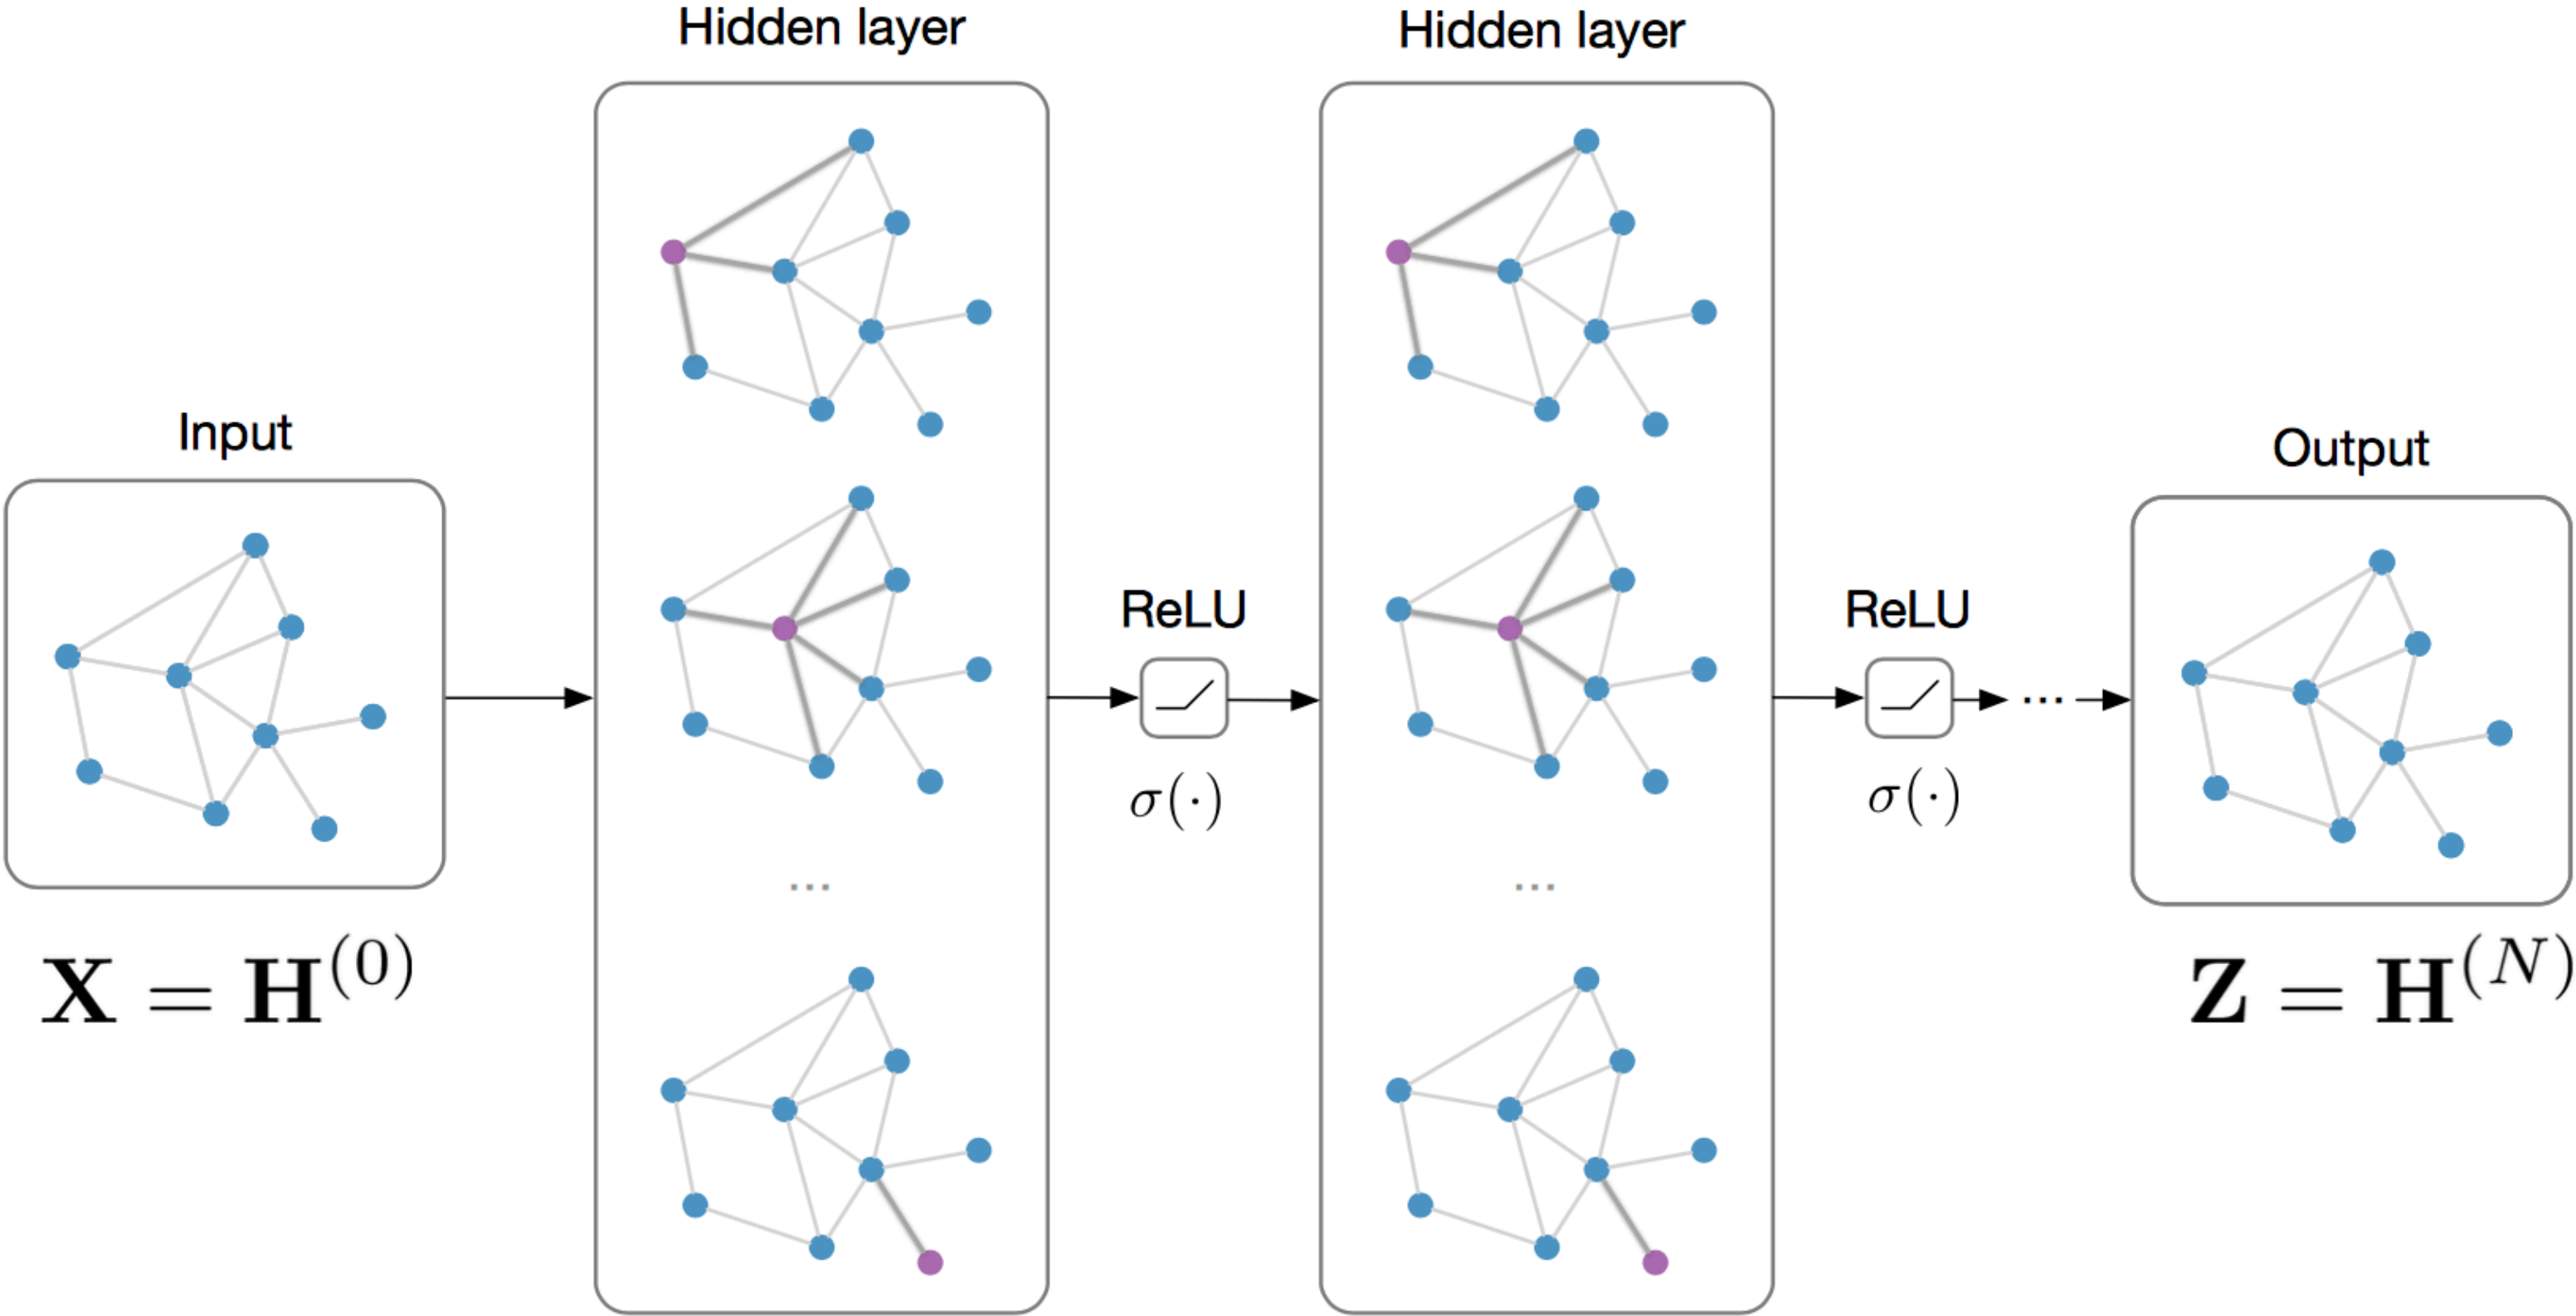 Hidden layer
Hidden layer
Input
Output
ReLU
ReLU
σ(·)
σ(·)
...
...
...
X = H(0)
Z = H(N)